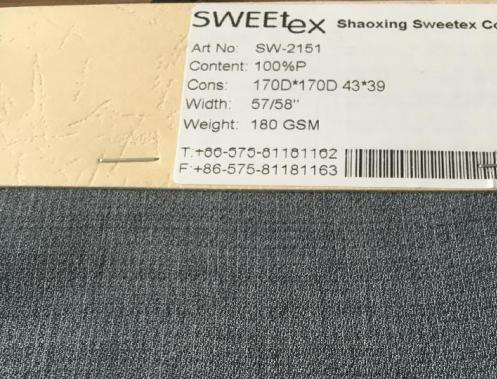 SWEEtex Shaoxing Sweetex Co
Art No: SW-2151
Content: 100%P
Cons: 170D*170D 43*39
Width: 57/58"
Weight: 180 GSM
T:+86-575-81181162
F:+86-575-81181163